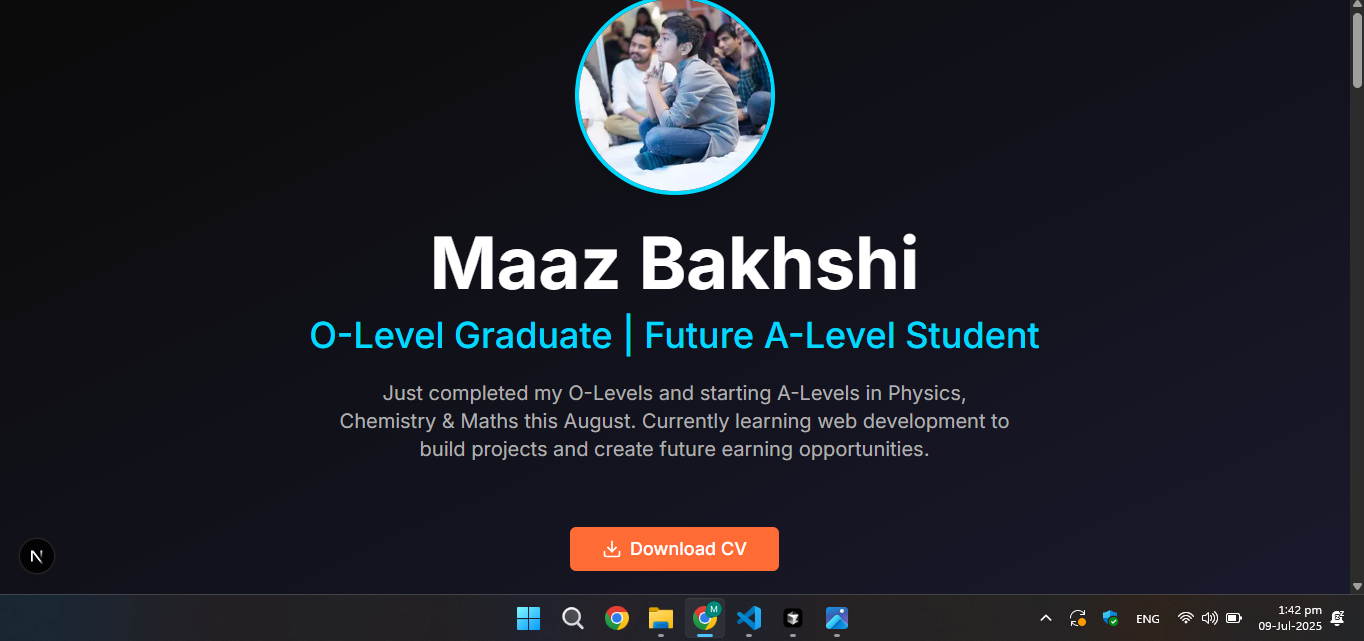 Maaz Bakhshi
O-Level Graduate | Future A-Level Student
Just completed my O-Levels and starting A-Levels in Physics,
Chemistry & Maths this August. Currently learning web development to
build projects and create future earning opportunities.
Download CV
N
M
ENG
1:42 pm
09-Jul-2025